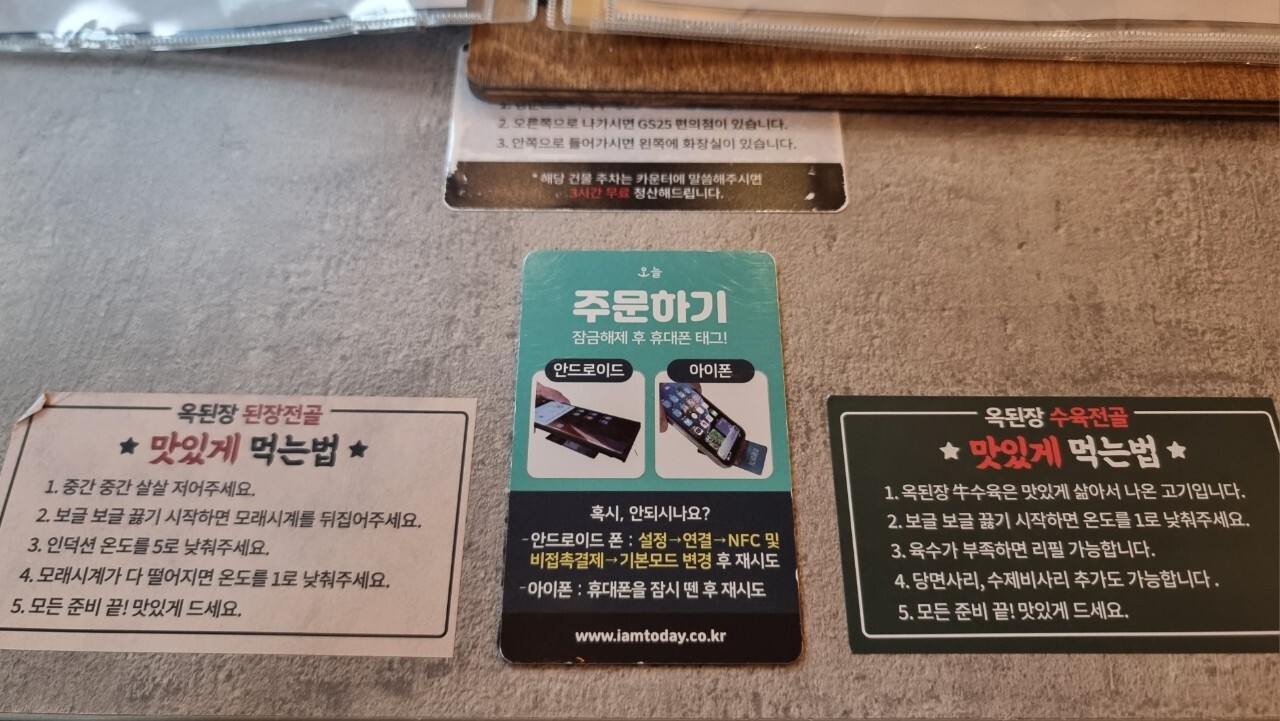 2. 오른쪽으로 나가시면 GS25 편의점이 있습니다.
3. 안쪽으로 들어가시면 왼쪽에 화장실이 있습니다.
* 해당 건물 주차는 카운터에 말씀해주시면
3시간 무료 정산해드립니다.
오늘
주문하기
잠금해제 후 휴대폰 태그!
안드로이드
아이폰
혹시, 안되시나요?
-안드로이드 폰 : 설정→연결→NFC 및
비접촉결제→기본모드 변경 후 재시도
-아이폰 : 휴대폰을 잠시 뗀 후 재시도
www.iamtoday.co.kr
옥된장 된장전골
★ 맛있게 먹는법 ★
1. 중간 중간 살살 저어주세요.
2. 보글 보글 끓기 시작하면 모래시계를 뒤집어주세요.
3. 인덕션 온도를 5로 낮춰주세요.
4. 모래시계가 다 떨어지면 온도를 1로 낮춰주세요.
5. 모든 준비 끝! 맛있게 드세요.
옥된장 수육전골
★ 맛있게 먹는법 ★
1. 옥된장 牛수육은 맛있게 삶아서 나온 고기입니다.
2. 보글 보글 끓기 시작하면 온도를 1로 낮춰주세요.
3. 육수가 부족하면 리필 가능합니다.
4. 당면사리, 수제비사리 추가도 가능합니다 .
5. 모든 준비 끝! 맛있게 드세요.